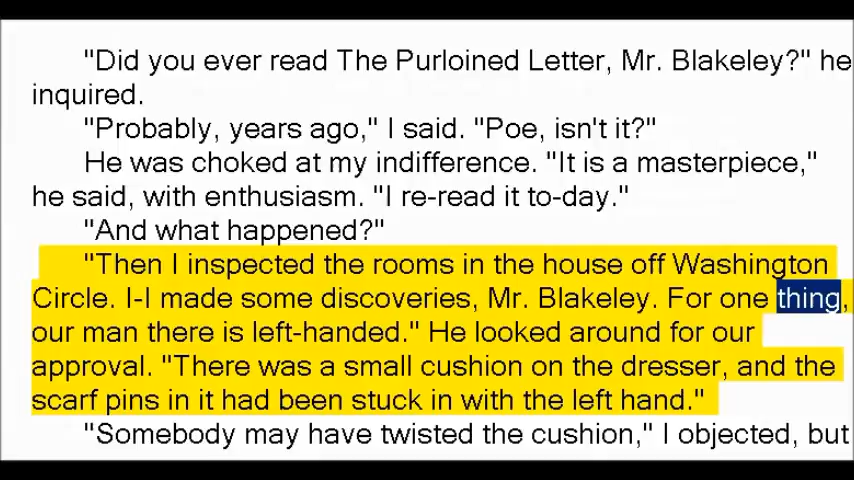 "Did you ever read The Purloined Letter, Mr. Blakeley?" he
inquired.
"Probably, years ago," I said. "Poe, isn't it?"
He was choked at my indifference. "It is a masterpiece,"
he said, with enthusiasm. "I re-read it to-day."
"And what happened?"
"Then I inspected the rooms in the house off Washington
Circle. I-I made some discoveries, Mr. Blakeley. For one thing,
our man there is left-handed." He looked around for our
approval. "There was a small cushion on the dresser, and the
scarf pins in it had been stuck in with the left hand."
"Somebody may have twisted the cushion," I objected, but